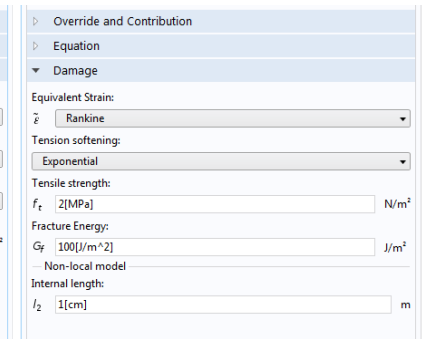 Override and Contribution
Equation
Damage
Equivalent Strain:
ε̃ Rankine
Tension softening:
Exponential
Tensile strength:
fₜ 2[MPa] N/m²
Fracture Energy:
G_f 100[J/m^2] J/m²
Non-local model
Internal length:
l₂ 1[cm] m